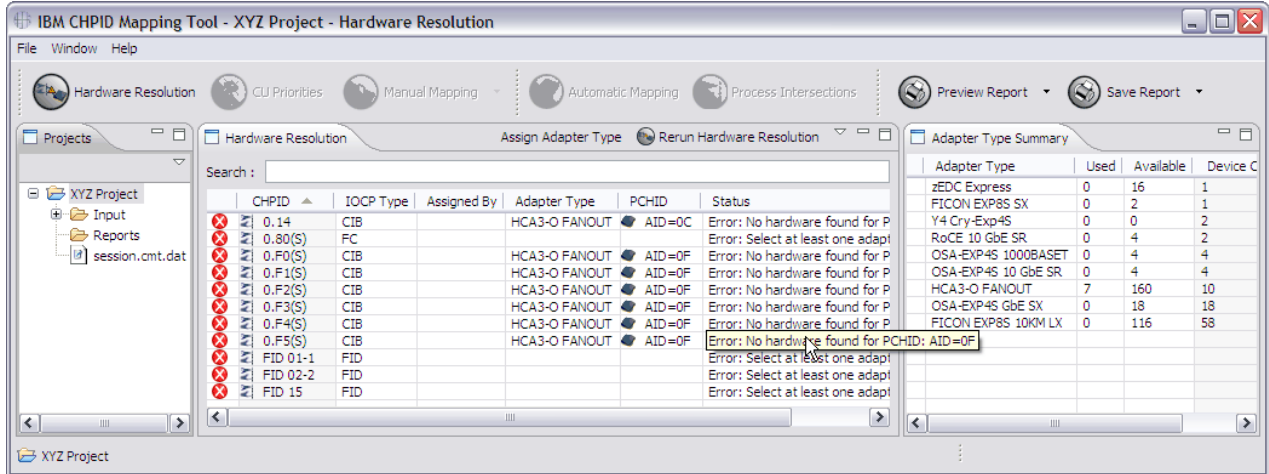 IBM CHPID Mapping Tool - XYZ Project - Hardware Resolution
File Window Help
Hardware Resolution CU Priorities Manual Mapping Automatic Mapping Process Intersections Preview Report Save Report
Projects
XYZ Project
Input
Reports
session.cmt.dat
Hardware Resolution Assign Adapter Type Rerun Hardware Resolution
Search :
CHPID IOCP Type Assigned By Adapter Type PCHID Status
0.14 CIB HCA3-O FANOUT AID=0C Error: No hardware found for P
0.80(S) FC Error: Select at least one adapt
0.F0(S) CIB HCA3-O FANOUT AID=0F Error: No hardware found for P
0.F1(S) CIB HCA3-O FANOUT AID=0F Error: No hardware found for P
0.F2(S) CIB HCA3-O FANOUT AID=0F Error: No hardware found for P
0.F3(S) CIB HCA3-O FANOUT AID=0F Error: No hardware found for P
0.F4(S) CIB HCA3-O FANOUT AID=0F Error: No hardware found for P
0.F5(S) CIB HCA3-O FANOUT AID=0F Error: No hardware found for PCHID: AID=0F
FID 01-1 FID Error: Select at least one adapt
FID 02-2 FID Error: Select at least one adapt
FID 15 FID Error: Select at least one adapt
Adapter Type Summary
Adapter Type Used Available Device C
zEDC Express 0 16 1
FICON EXP8S SX 0 2 1
Y4 Cry-Exp4S 0 0 2
RoCE 10 GbE SR 0 4 2
OSA-EXP4S 1000BASET 0 4 4
OSA-EXP4S 10 GbE SR 0 4 4
HCA3-O FANOUT 7 160 10
OSA-EXP4S GbE SX 0 18 18
FICON EXP8S 10KM LX 0 116 58
XYZ Project